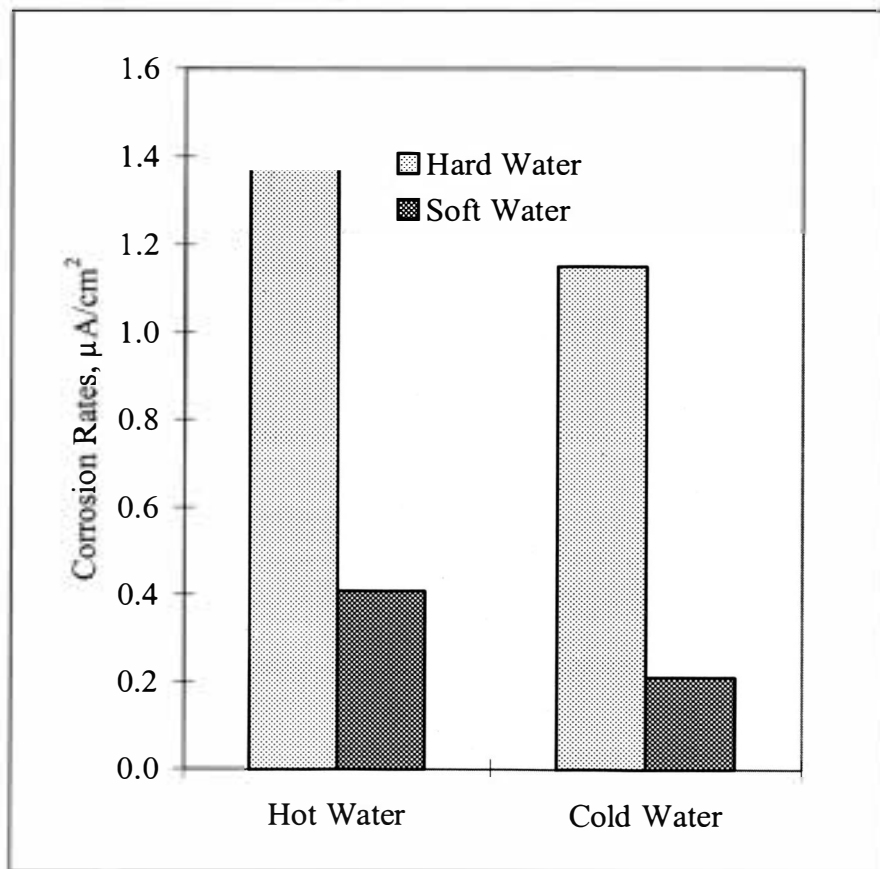 1.6
1.4
1.2
1.0
0.8
0.6
0.4
0.2
0.0
Corrosion Rates, µA/cm²
Hard Water
Soft Water
Hot Water
Cold Water